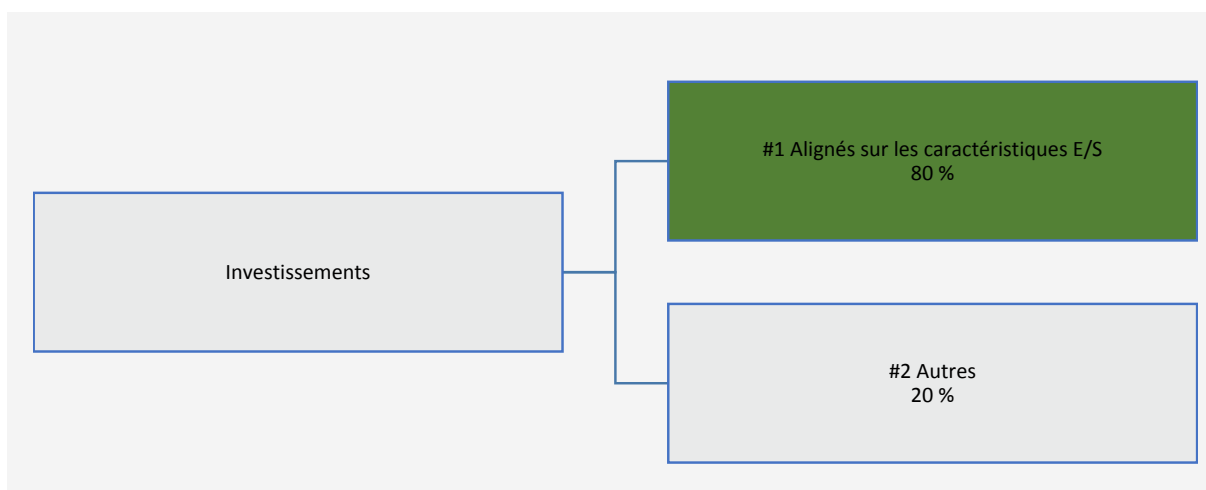 #1 Alignés sur les caractéristiques E/S
80 %
Investissements
#2 Autres
20 %